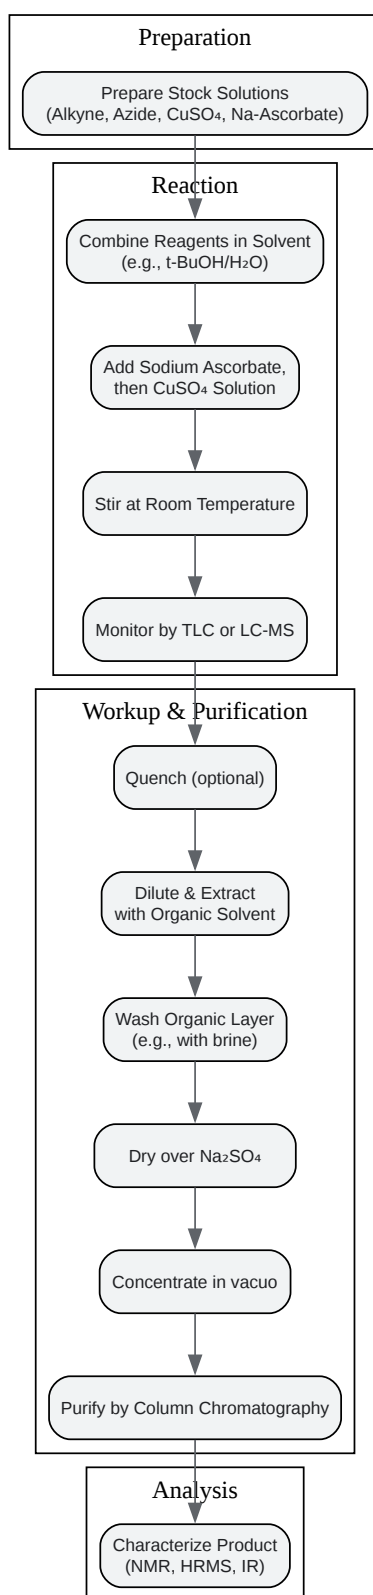 Preparation
Prepare Stock Solutions
(Alkyne, Azide, CuSO₄, Na-Ascorbate)
Reaction
Combine Reagents in Solvent
(e.g., t-BuOH/H₂O)
Add Sodium Ascorbate,
then CuSO₄ Solution
Stir at Room Temperature
Monitor by TLC or LC-MS
Workup & Purification
Quench (optional)
Dilute & Extract
with Organic Solvent
Wash Organic Layer
(e.g., with brine)
Dry over Na₂SO₄
Concentrate in vacuo
Purify by Column Chromatography
Analysis
Characterize Product
(NMR, HRMS, IR)